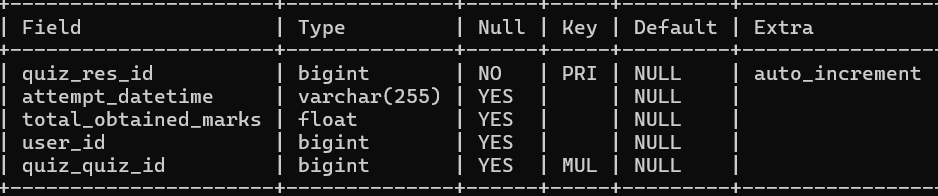 | Field | Type | Null | Key | Default | Extra
| quiz_res_id | bigint | NO | PRI | NULL | auto_increment
| attempt_datetime | varchar(255) | YES | | NULL |
| total_obtained_marks | float | YES | | NULL |
| user_id | bigint | YES | | NULL |
| quiz_quiz_id | bigint | YES | MUL | NULL |